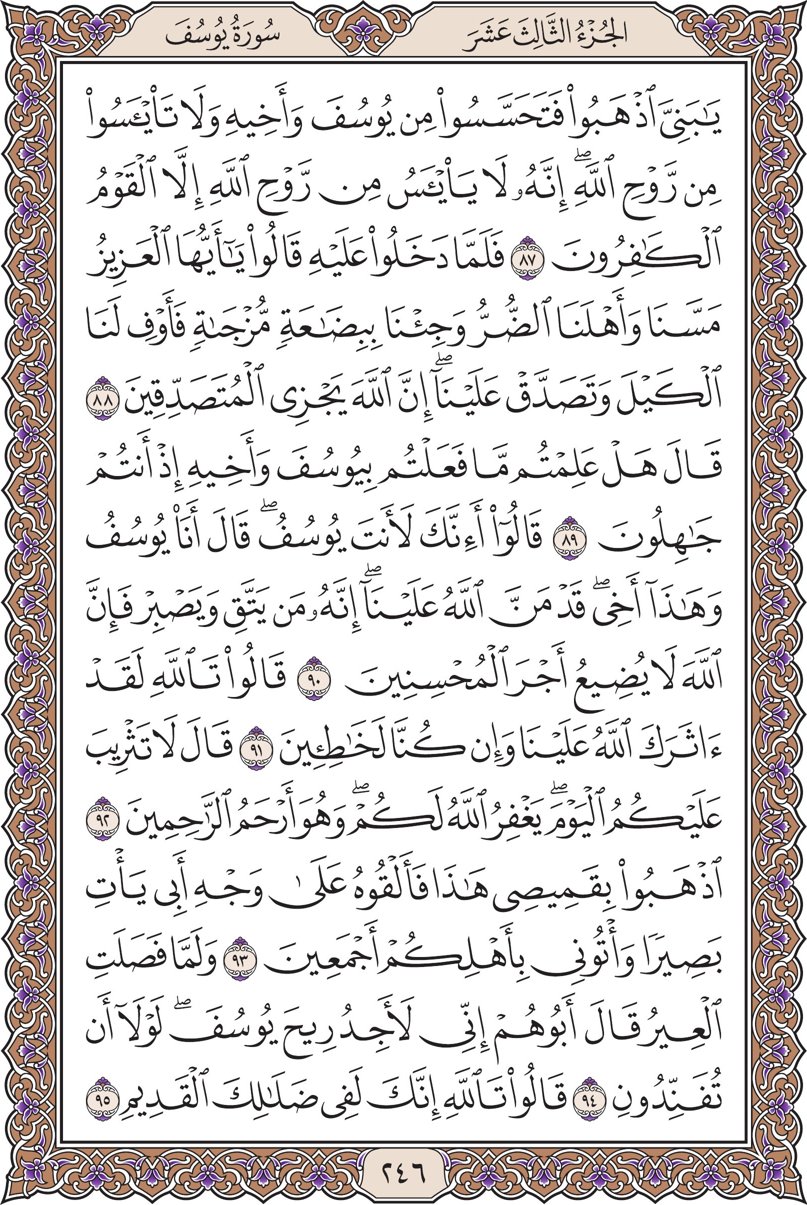 الجُزْءُ الثَّالِثَ عَشَرَ
سُورَةُ يُوسُفَ
يَٰبَنِيَّ ٱذْهَبُوا۟ فَتَحَسَّسُوا۟ مِن يُوسُفَ وَأَخِيهِ وَلَا تَا۟يْـَٔسُوا۟
مِن رَّوْحِ ٱللَّهِۖ إِنَّهُۥ لَا يَا۟يْـَٔسُ مِن رَّوْحِ ٱللَّهِ إِلَّا ٱلْقَوْمُ
ٱلْكَٰفِرُونَ ٨٧ فَلَمَّا دَخَلُوا۟ عَلَيْهِ قَالُوا۟ يَٰٓأَيُّهَا ٱلْعَزِيزُ
مَسَّنَا وَأَهْلَنَا ٱلضُّرُّ وَجِئْنَا بِبِضَٰعَةٍ مُّزْجَىٰةٍ فَأَوْفِ لَنَا
ٱلْكَيْلَ وَتَصَدَّقْ عَلَيْنَآۖ إِنَّ ٱللَّهَ يَجْزِى ٱلْمُتَصَدِّقِينَ ٨٨
قَالَ هَلْ عَلِمْتُم مَّا فَعَلْتُم بِيُوسُفَ وَأَخِيهِ إِذْ أَنتُمْ
جَٰهِلُونَ ٨٩ قَالُوٓا۟ أَءِنَّكَ لَأَنتَ يُوسُفُۖ قَالَ أَنَا۠ يُوسُفُ
وَهَٰذَآ أَخِىۖ قَدْ مَنَّ ٱللَّهُ عَلَيْنَآۖ إِنَّهُۥ مَن يَتَّقِ وَيَصْبِرْ فَإِنَّ
ٱللَّهَ لَا يُضِيعُ أَجْرَ ٱلْمُحْسِنِينَ ٩٠ قَالُوا۟ تَٱللَّهِ لَقَدْ
ءَاثَرَكَ ٱللَّهُ عَلَيْنَا وَإِن كُنَّا لَخَٰطِـِٔينَ ٩١ قَالَ لَا تَثْرِيبَ
عَلَيْكُمُ ٱلْيَوْمَۖ يَغْفِرُ ٱللَّهُ لَكُمْۖ وَهُوَ أَرْحَمُ ٱلرَّٰحِمِينَ ٩٢
ٱذْهَبُوا۟ بِقَمِيصِى هَٰذَا فَأَلْقُوهُ عَلَىٰ وَجْهِ أَبِى يَأْتِ
بَصِيرًا وَأْتُونِى بِأَهْلِكُمْ أَجْمَعِينَ ٩٣ وَلَمَّا فَصَلَتِ
ٱلْعِيرُ قَالَ أَبُوهُمْ إِنِّى لَأَجِدُ رِيحَ يُوسُفَۖ لَوْلَآ أَن
تُفَنِّدُونِ ٩٤ قَالُوا۟ تَٱللَّهِ إِنَّكَ لَفِى ضَلَٰلِكَ ٱلْقَدِيمِ ٩٥
٢٤٦